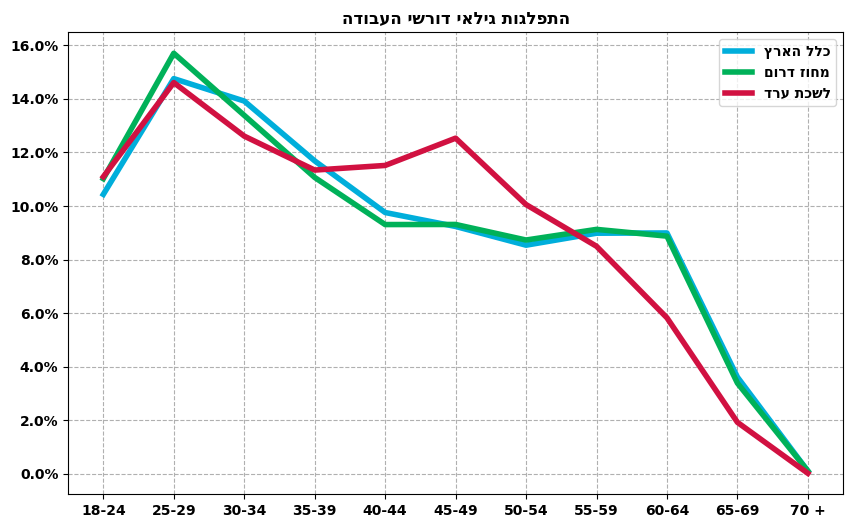 התפלגות גילאי דורשי העבודה
כלל הארץ
מחוז דרום
לשכת ערד
16.0%
14.0%
12.0%
10.0%
8.0%
6.0%
4.0%
2.0%
0.0%
18-24 25-29 30-34 35-39 40-44 45-49 50-54 55-59 60-64 65-69 70 +